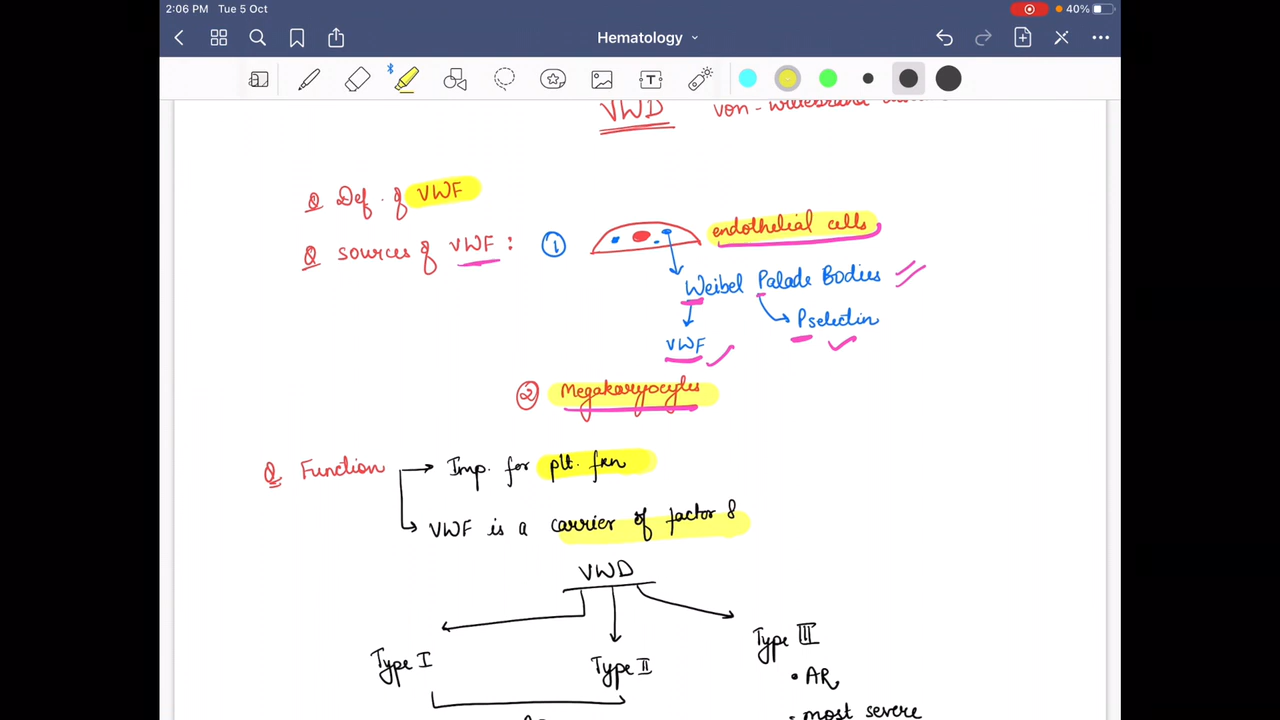 2:06 PM Tue 5 Oct 40%
Hematology
VWD von - willebrand
Q Def. of VWF
Q sources of VWF : ① endothelial cells
Weibel Palade Bodies
Pselectin
VWF
② Megakaryocytes
Q Function → Imp. for plt. fxn
→ VWF is a carrier of factor 8
VWD
Type I Type II Type III
• AR
• most severe